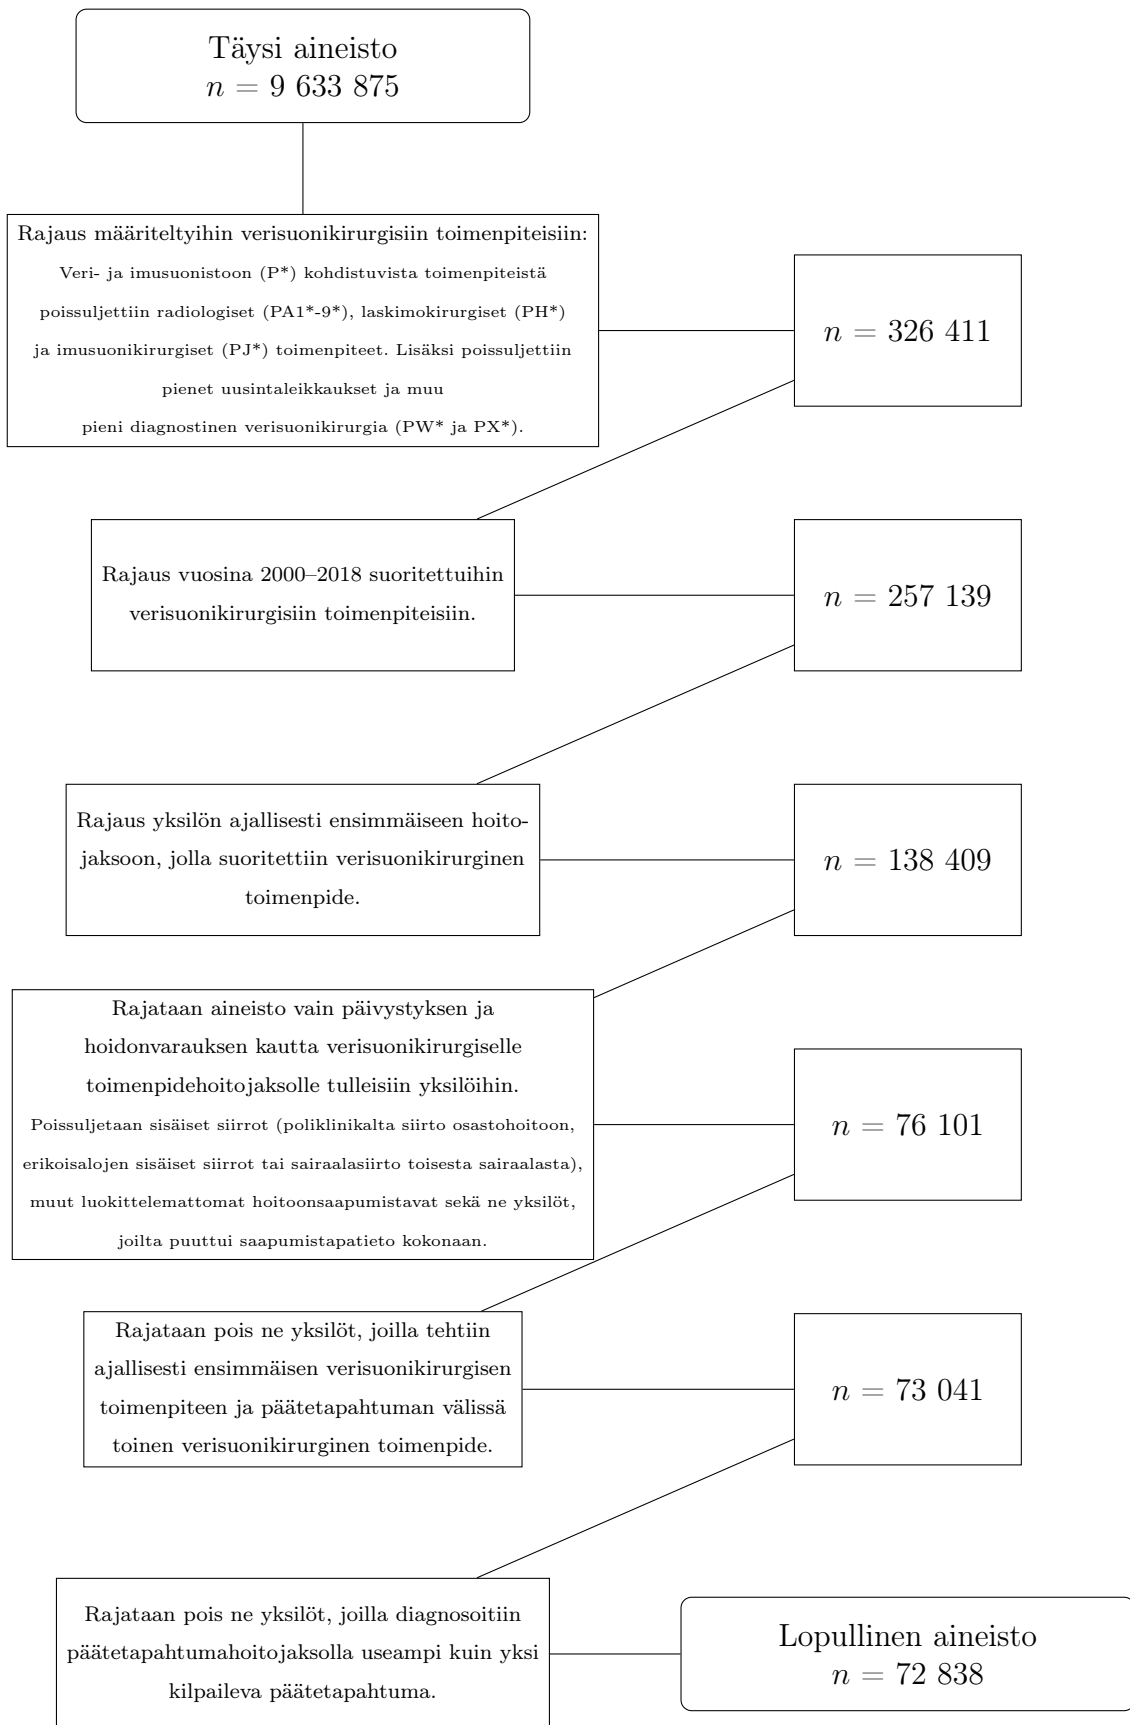 Täysi aineisto
n = 9 633 875
Rajaus määriteltyihin verisuonikirurgisiin toimenpiteisiin:
Veri- ja imusuonistoon (P*) kohdistuvista toimenpiteistä
poissuljettiin radiologiset (PA1*-9*), laskimokirurgiset (PH*)
ja imusuonikirurgiset (PJ*) toimenpiteet. Lisäksi poissuljettiin
pienet uusintaleikkaukset ja muu
pieni diagnostinen verisuonikirurgia (PW* ja PX*).
n = 326 411
Rajaus vuosina 2000–2018 suoritettuihin
verisuonikirurgisiin toimenpiteisiin.
n = 257 139
Rajaus yksilön ajallisesti ensimmäiseen hoito-
jaksoon, jolla suoritettiin verisuonikirurginen
toimenpide.
n = 138 409
Rajataan aineisto vain päivystyksen ja
hoidonvarauksen kautta verisuonikirurgiselle
toimenpidehoitojaksolle tulleisiin yksilöihin.
Poissuljetaan sisäiset siirrot (poliklinikalta siirto osastohoitoon,
erikoisalojen sisäiset siirrot tai sairaalasiirto toisesta sairaalasta),
muut luokittelemattomat hoitoonsaapumistavat sekä ne yksilöt,
joilta puuttui saapumistapatieto kokonaan.
n = 76 101
Rajataan pois ne yksilöt, joilla tehtiin
ajallisesti ensimmäisen verisuonikirurgisen
toimenpiteen ja päätetapahtuman välissä
toinen verisuonikirurginen toimenpide.
n = 73 041
Rajataan pois ne yksilöt, joilla diagnosoitiin
päätetapahtumahoitojaksolla useampi kuin yksi
kilpaileva päätetapahtuma.
Lopullinen aineisto
n = 72 838